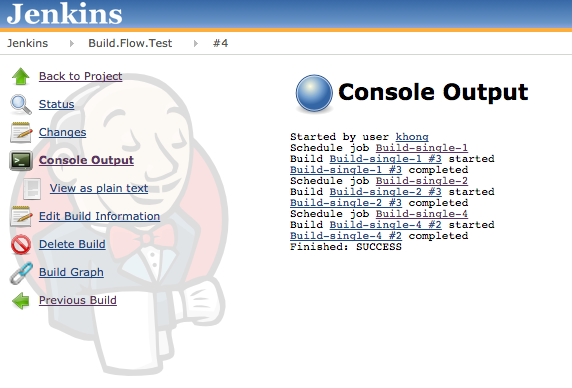 Jenkins
Jenkins Build.Flow.Test #4
Back to Project
Status
Changes
Console Output
View as plain text
Edit Build Information
Delete Build
Build Graph
Previous Build
Console Output
Started by user khong
Schedule job Build-single-1
Build Build-single-1 #3 started
Build-single-1 #3 completed
Schedule job Build-single-2
Build Build-single-2 #3 started
Build-single-2 #3 completed
Schedule job Build-single-4
Build Build-single-4 #2 started
Build-single-4 #2 completed
Finished: SUCCESS